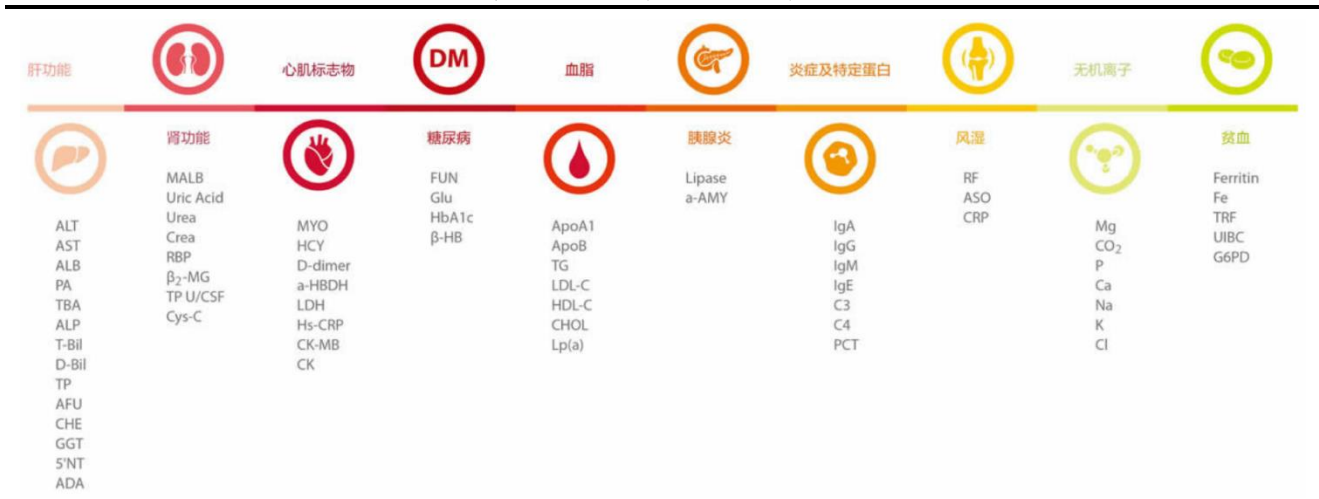 肝功能
ALT
AST
ALB
PA
TBA
ALP
T-Bil
D-Bil
TP
AFU
CHE
GGT
5'NT
ADA
肾功能
MALB
Uric Acid
Urea
Crea
RBP
β₂-MG
TP U/CSF
Cys-C
心肌标志物
MYO
HCY
D-dimer
a-HBDH
LDH
Hs-CRP
CK-MB
CK
DM
糖尿病
FUN
Glu
HbA1c
β-HB
血脂
ApoA1
ApoB
TG
LDL-C
HDL-C
CHOL
Lp(a)
胰腺炎
Lipase
a-AMY
炎症及特定蛋白
IgA
IgG
IgM
IgE
C3
C4
PCT
风湿
RF
ASO
CRP
无机离子
Mg
CO₂
P
Ca
Na
K
Cl
贫血
Ferritin
Fe
TRF
UIBC
G6PD